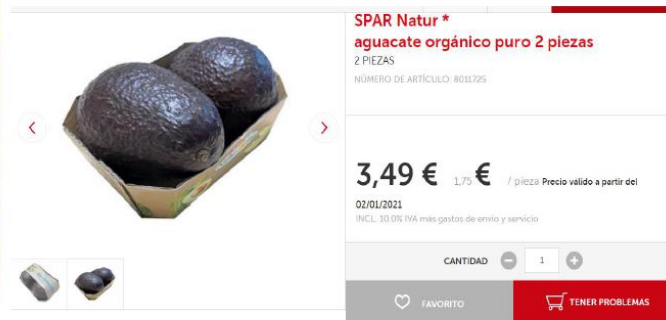 SPAR Natur *
aguacate orgánico puro 2 piezas
2 PIEZAS
NÚMERO DE ARTÍCULO: 8011725
3,49 € 1,75 € / pieza Precio válido a partir del
02/01/2021
INCL. 10.0% IVA más gastos de envío y servicio
CANTIDAD 1
FAVORITO
TENER PROBLEMAS